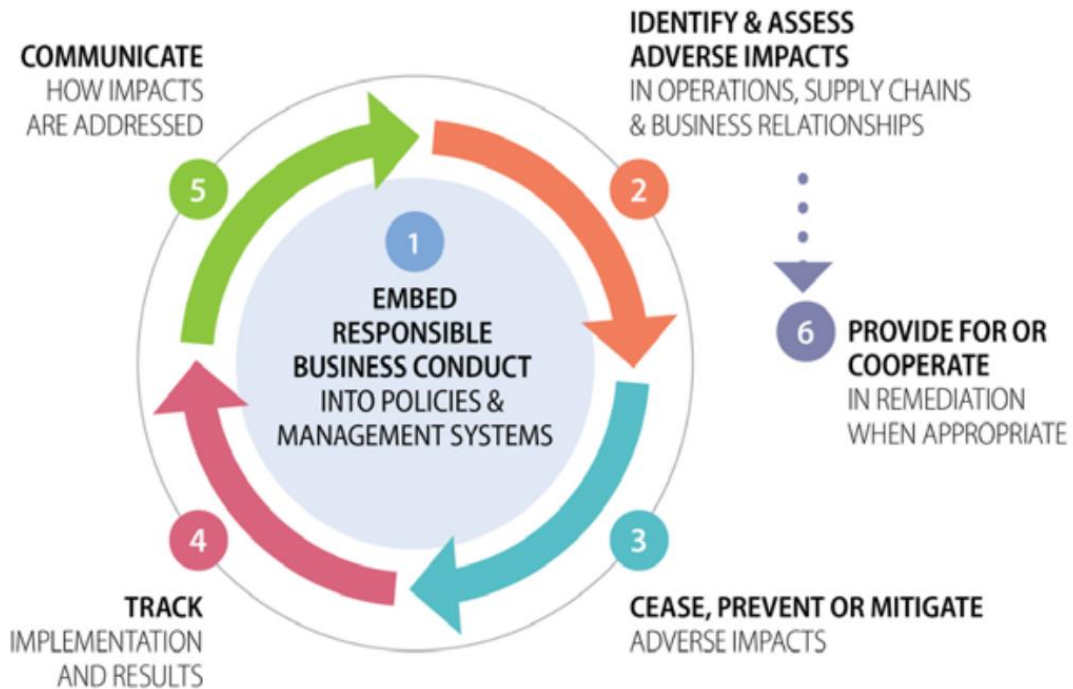 COMMUNICATE
HOW IMPACTS
ARE ADDRESSED
5
IDENTIFY & ASSESS
ADVERSE IMPACTS
IN OPERATIONS, SUPPLY CHAINS
& BUSINESS RELATIONSHIPS
2
1
EMBED
RESPONSIBLE
BUSINESS CONDUCT
INTO POLICIES &
MANAGEMENT SYSTEMS
6
PROVIDE FOR OR
COOPERATE
IN REMEDIATION
WHEN APPROPRIATE
4
TRACK
IMPLEMENTATION
AND RESULTS
3
CEASE, PREVENT OR MITIGATE
ADVERSE IMPACTS